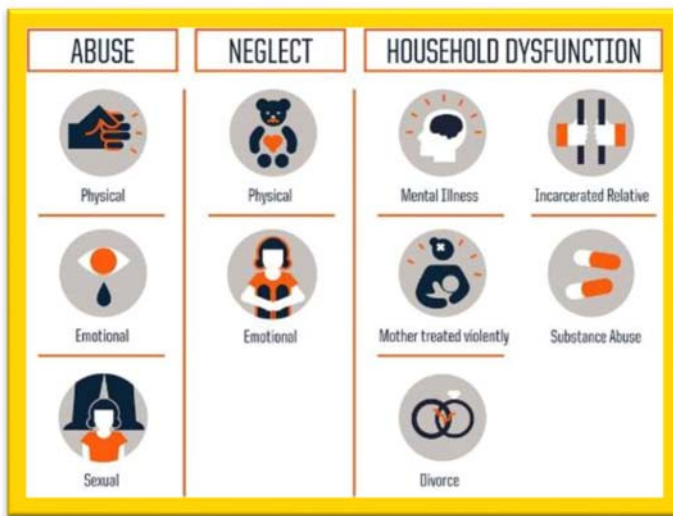 ABUSE
NEGLECT
HOUSEHOLD DYSFUNCTION
Physical
Emotional
Sexual
Physical
Emotional
Mental Illness
Incarcerated Relative
Mother treated violently
Substance Abuse
Divorce